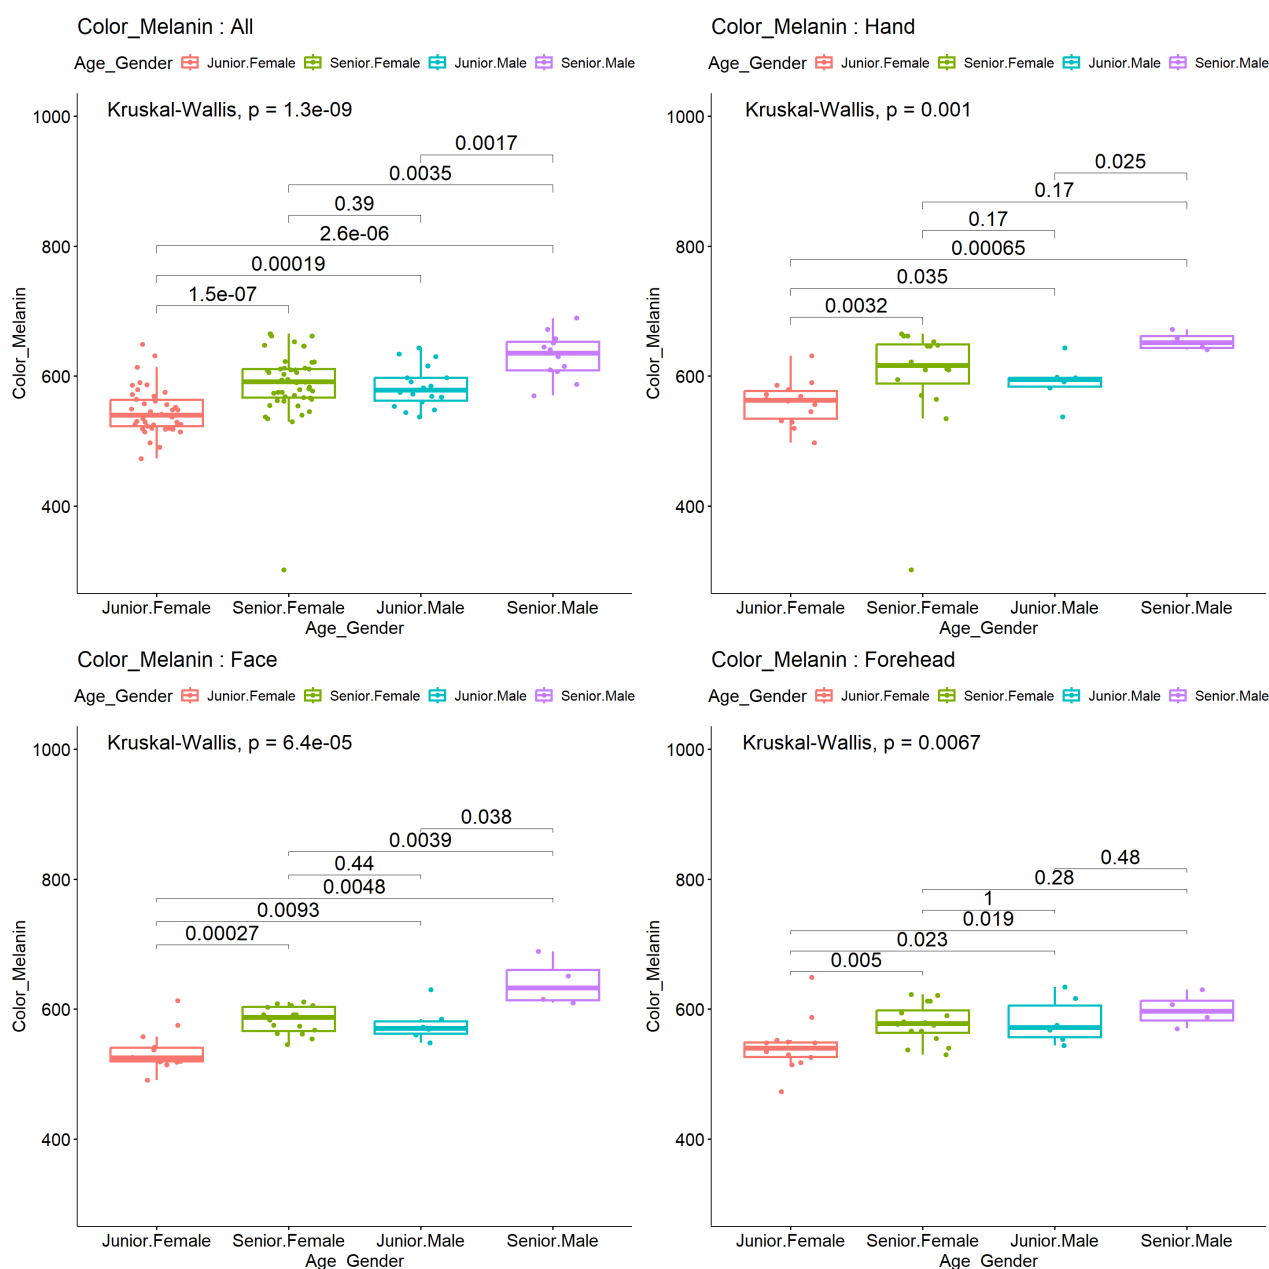 Color_Melanin : All
Age_Gender Junior.Female Senior.Female Junior.Male Senior.Male
Kruskal-Wallis, p = 1.3e-09
1000
800
600
400
Color_Melanin
0.0017
0.0035
0.39
2.6e-06
0.00019
1.5e-07
Junior.Female Senior.Female Junior.Male Senior.Male
Age_Gender
Color_Melanin : Hand
Age_Gender Junior.Female Senior.Female Junior.Male Senior.Male
Kruskal-Wallis, p = 0.001
1000
800
600
400
Color_Melanin
0.025
0.17
0.17
0.00065
0.035
0.0032
Junior.Female Senior.Female Junior.Male Senior.Male
Age_Gender
Color_Melanin : Face
Age_Gender Junior.Female Senior.Female Junior.Male Senior.Male
Kruskal-Wallis, p = 6.4e-05
1000
800
600
400
Color_Melanin
0.038
0.0039
0.44
0.0048
0.0093
0.00027
Junior.Female Senior.Female Junior.Male Senior.Male
Age_Gender
Color_Melanin : Forehead
Age_Gender Junior.Female Senior.Female Junior.Male Senior.Male
Kruskal-Wallis, p = 0.0067
1000
800
600
400
Color_Melanin
0.48
0.28
1
0.019
0.023
0.005
Junior.Female Senior.Female Junior.Male Senior.Male
Age_Gender